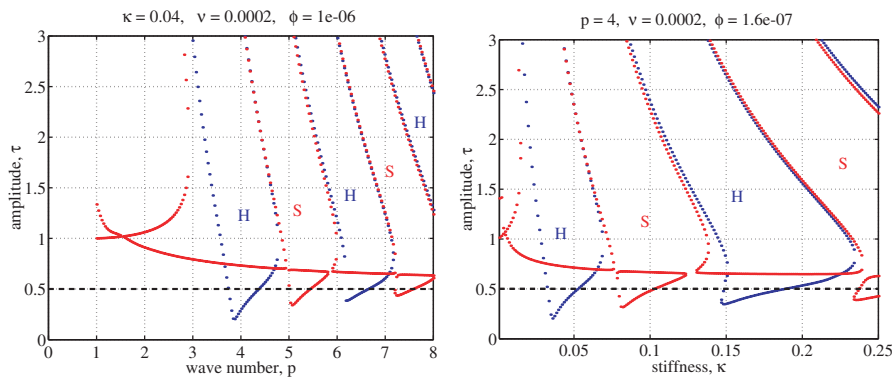 κ = 0.04, ν = 0.0002, ϕ = 1e-06
amplitude, τ
3
2.5
2
1.5
1
0.5
0
H
S
H
S
H
0 1 2 3 4 5 6 7 8
wave number, p
p = 4, ν = 0.0002, ϕ = 1.6e-07
amplitude, τ
3
2.5
2
1.5
1
0.5
0
H
S
H
S
0.05 0.1 0.15 0.2 0.25
stiffness, κ